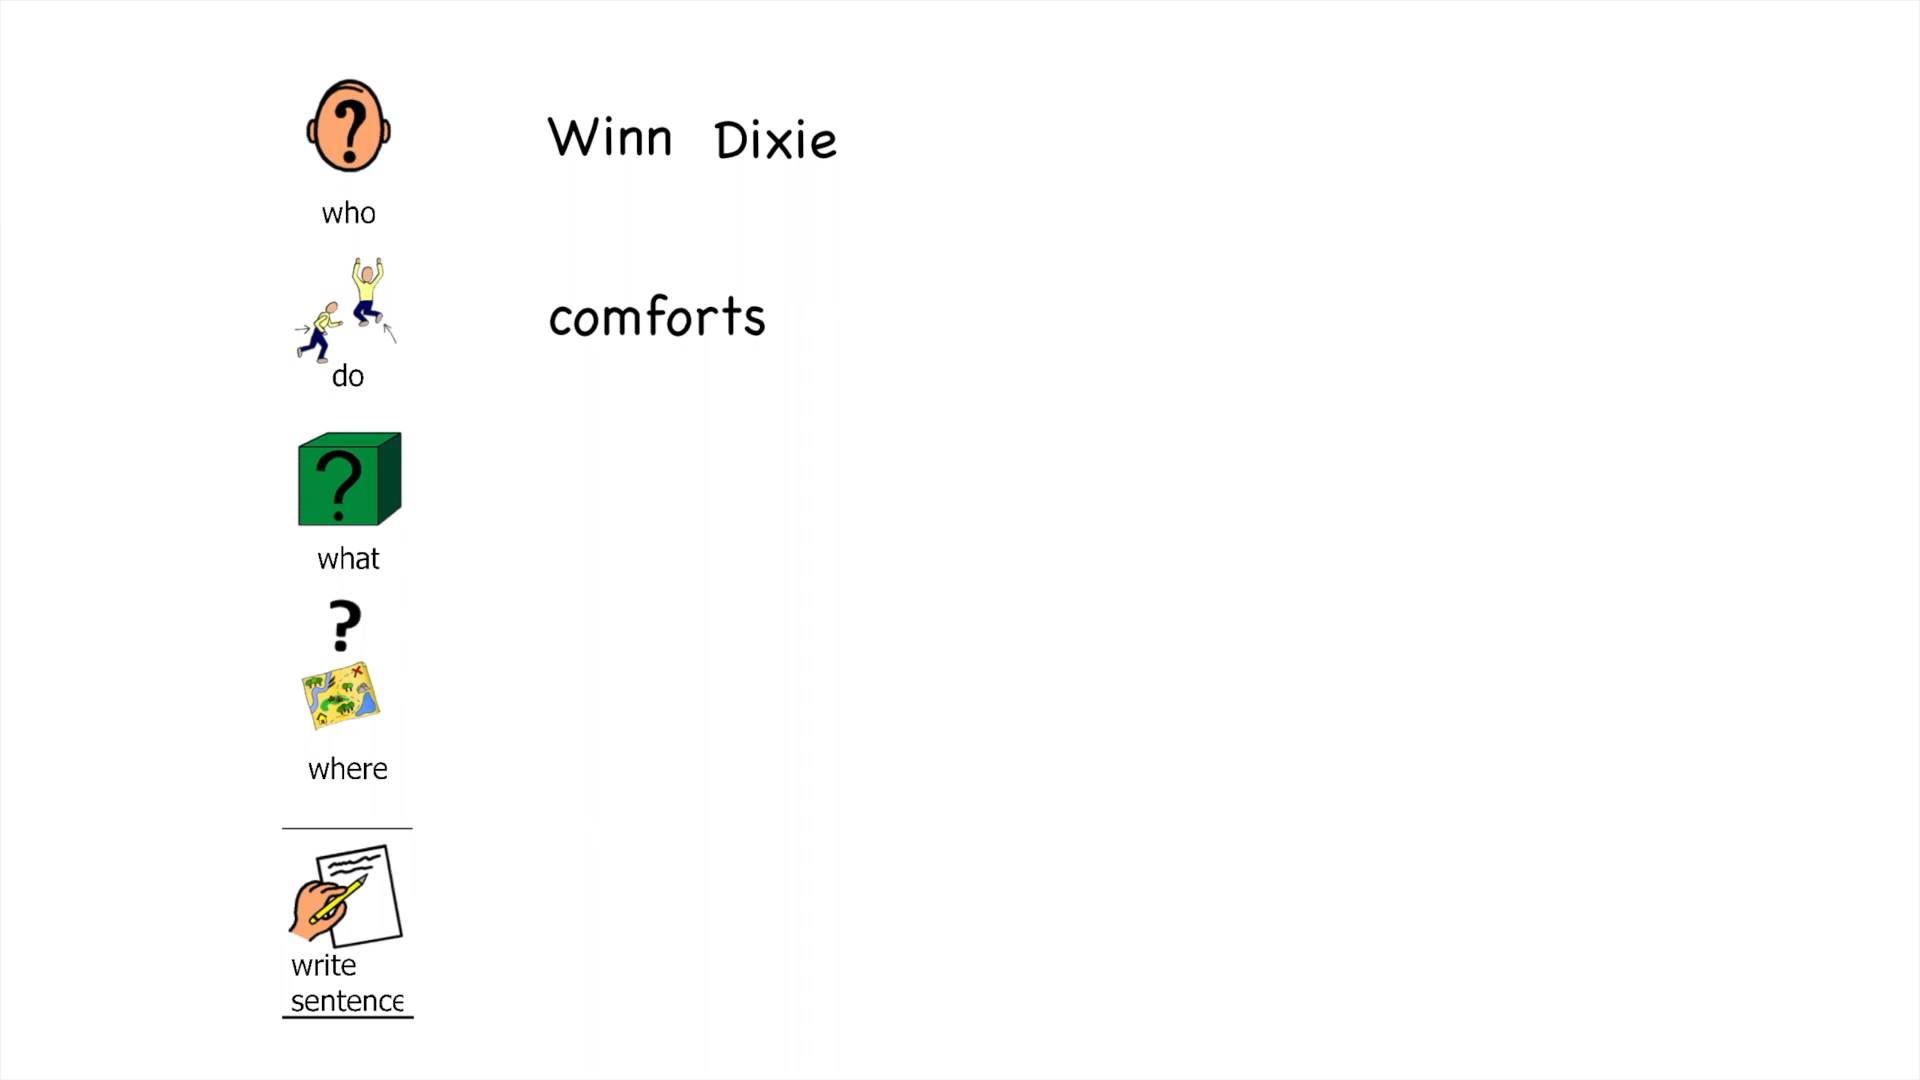 Winn Dixie
who
comforts
do
what
where
write
sentence